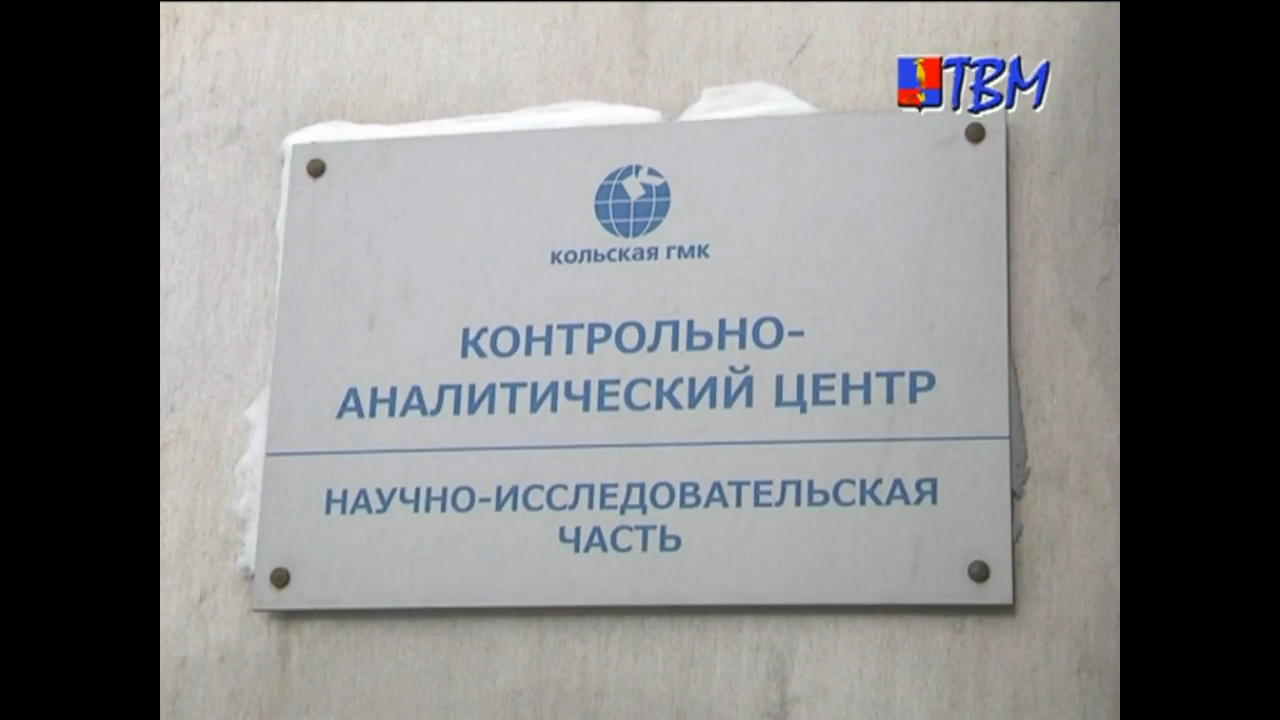 ТВМ
КОЛЬСКАЯ ГМК
КОНТРОЛЬНО-
АНАЛИТИЧЕСКИЙ ЦЕНТР
НАУЧНО-ИССЛЕДОВАТЕЛЬСКАЯ
ЧАСТЬ